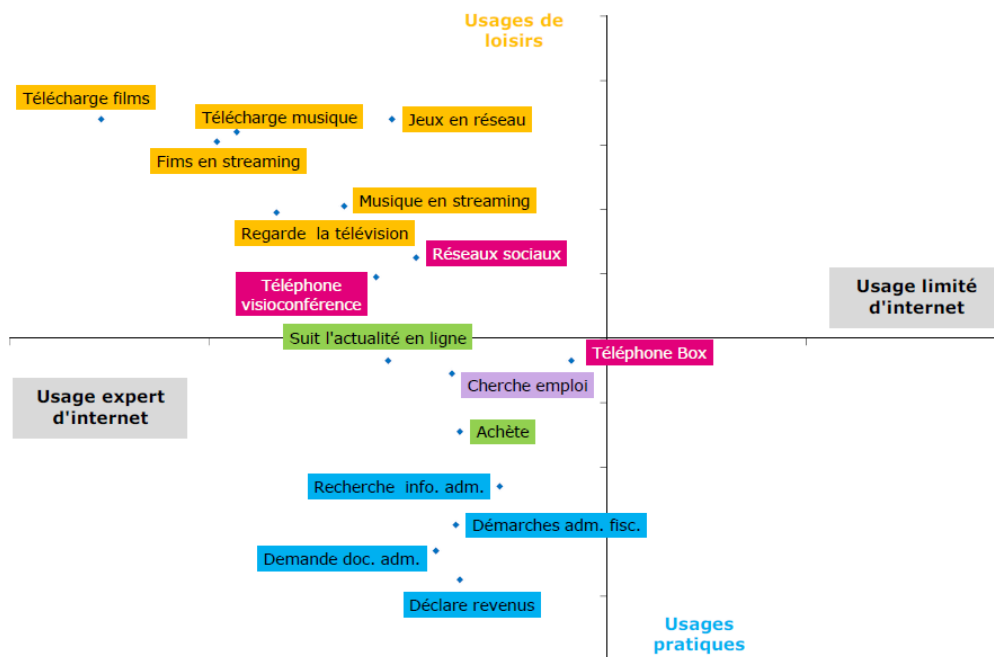 Usages de
loisirs
Télécharge films
Télécharge musique
Jeux en réseau
Fims en streaming
Musique en streaming
Regarde la télévision
Réseaux sociaux
Téléphone
visioconférence
Usage limité
d'internet
Suit l'actualité en ligne
Téléphone Box
Cherche emploi
Usage expert
d'internet
Achète
Recherche info. adm.
Démarches adm. fisc.
Demande doc. adm.
Déclare revenus
Usages
pratiques